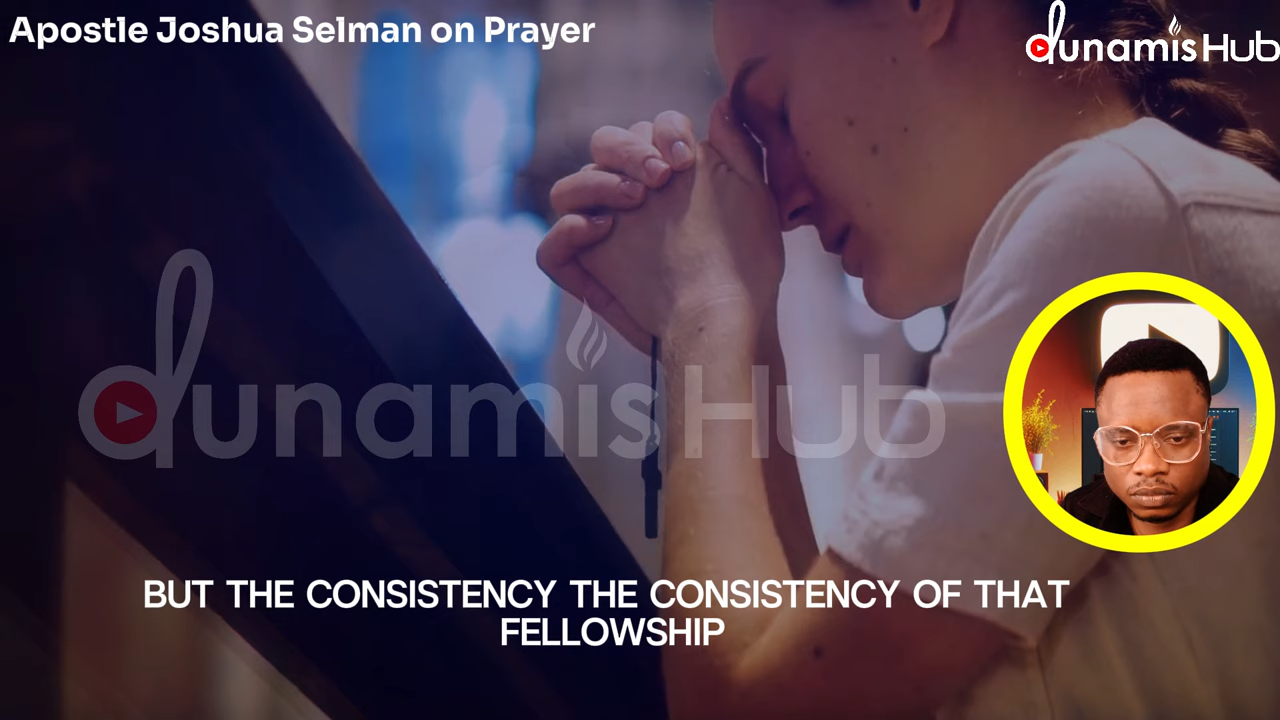 Apostle Joshua Selman on Prayer
dunamisHub
dunamisHub
BUT THE CONSISTENCY THE CONSISTENCY OF THAT
FELLOWSHIP